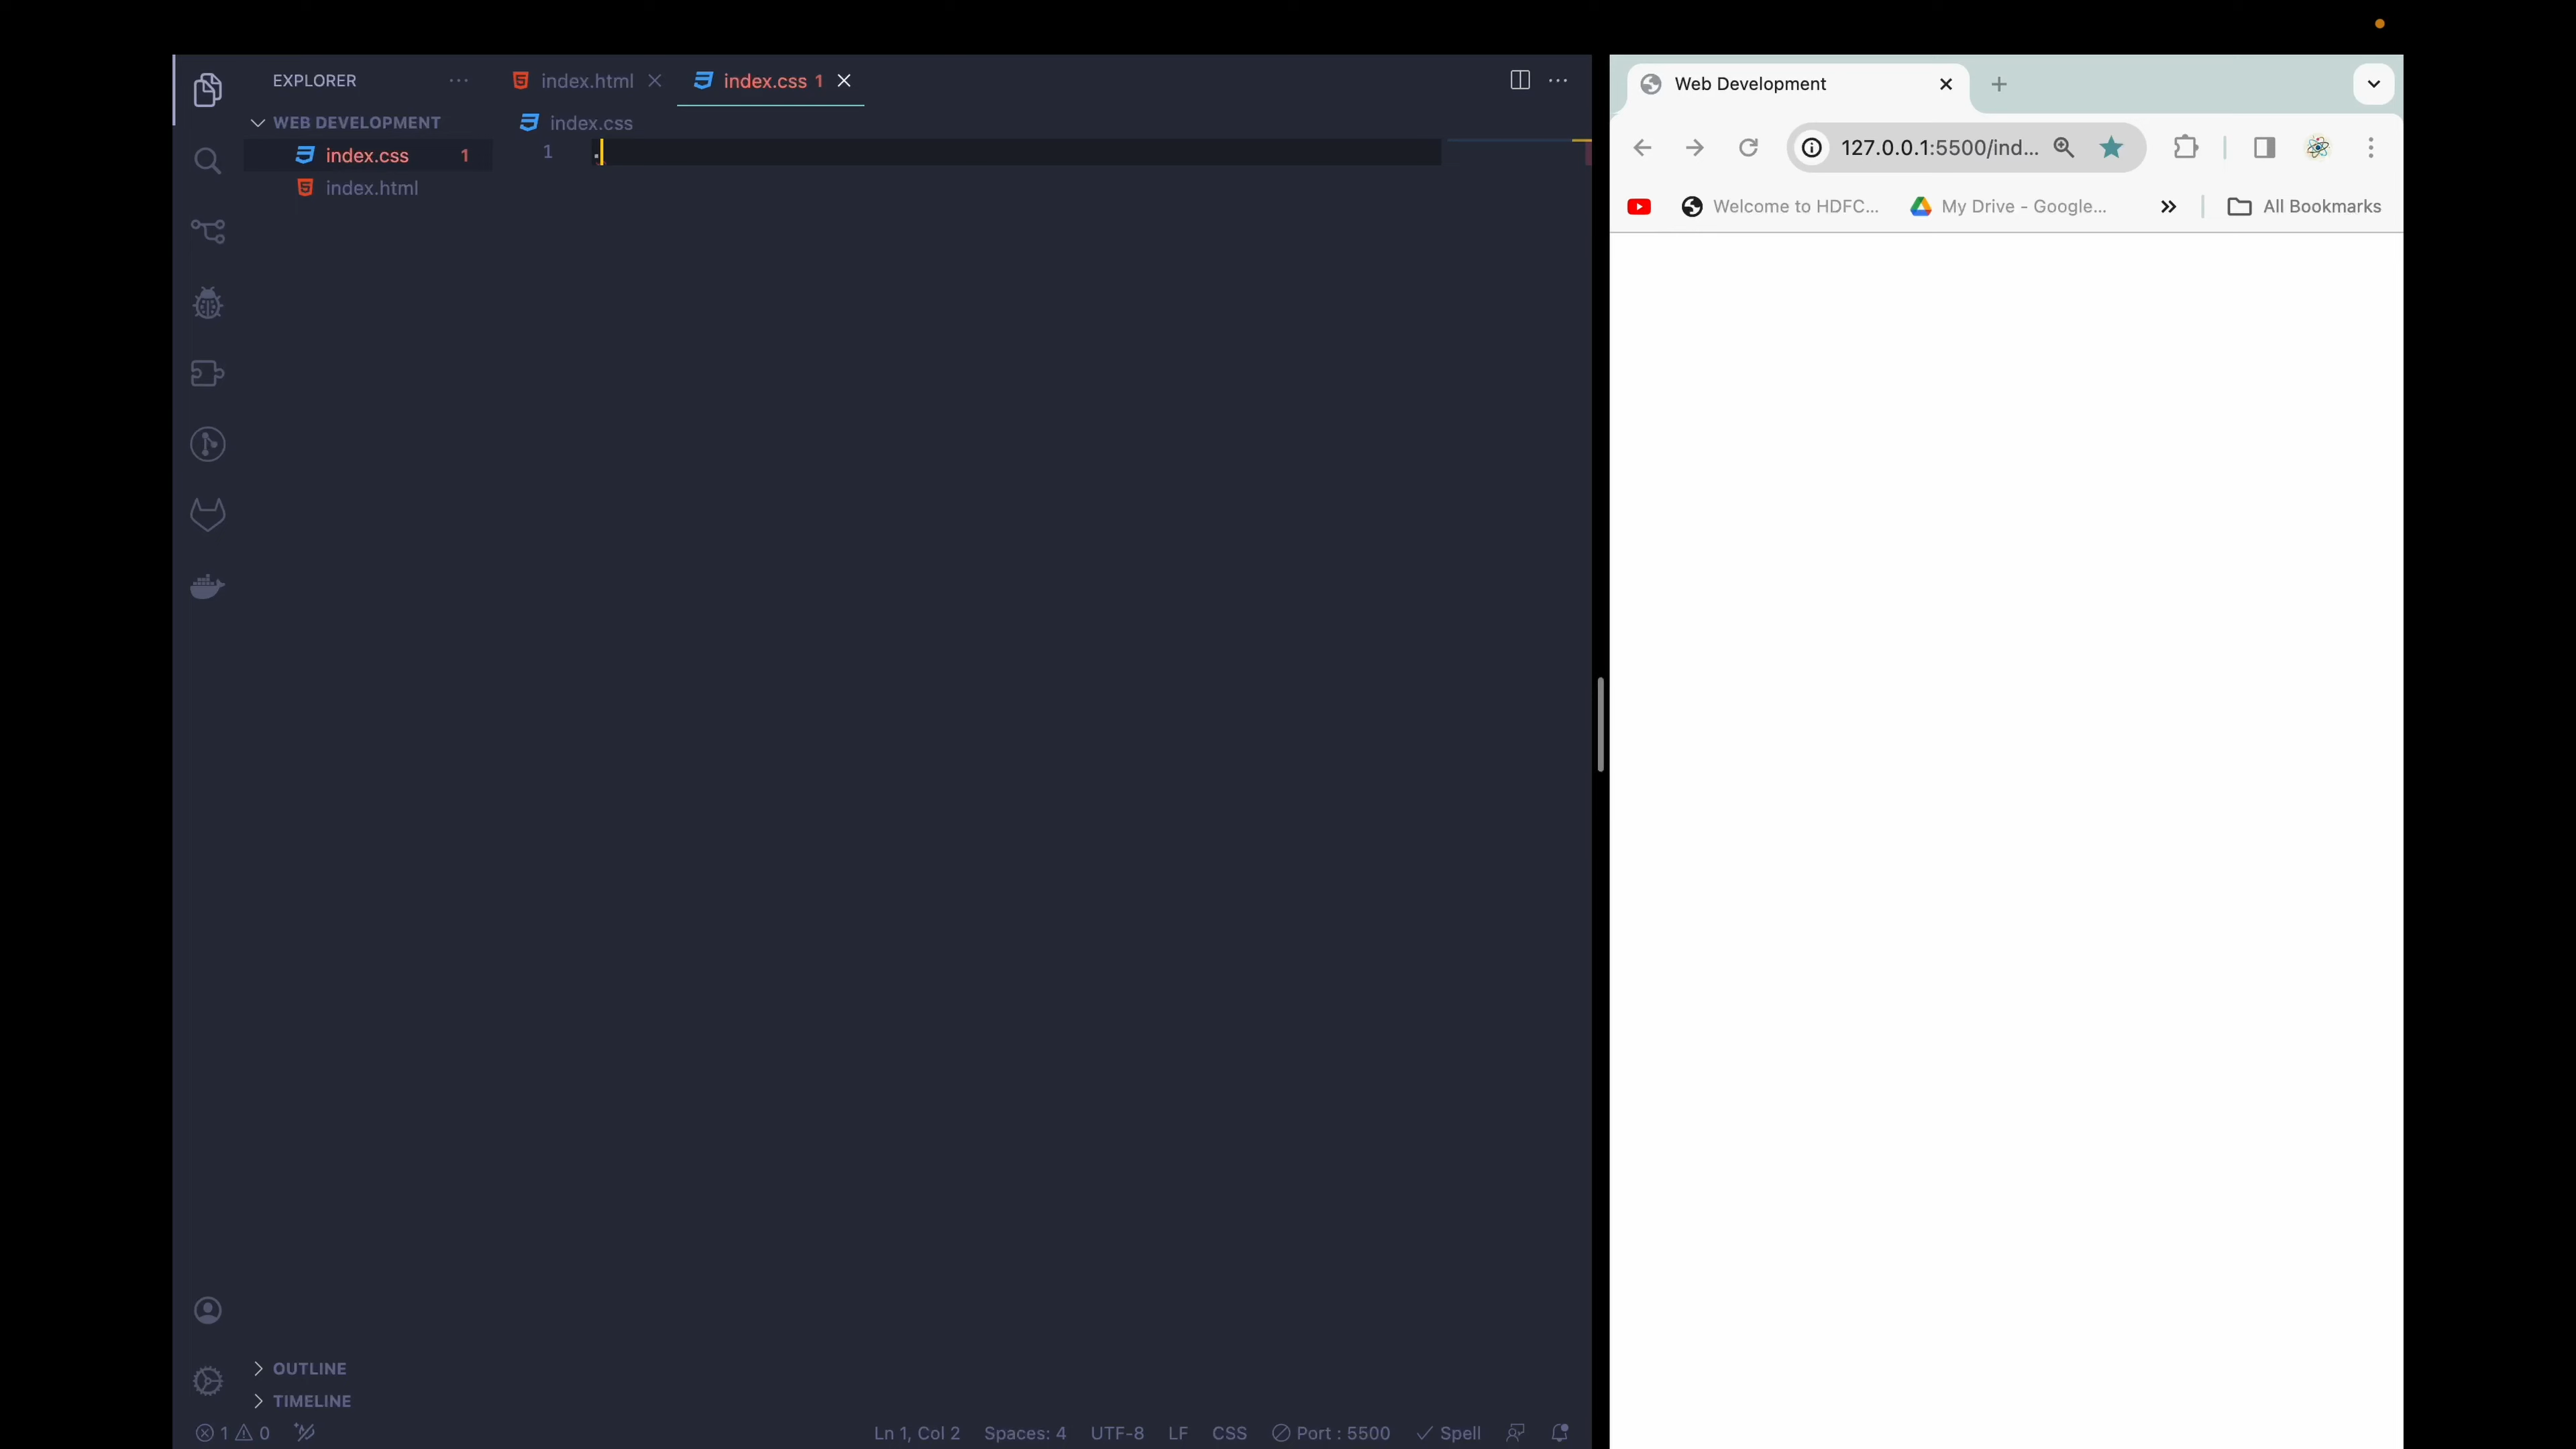 EXPLORER
WEB DEVELOPMENT
index.css 1
index.html
OUTLINE
TIMELINE
index.html
index.css 1
index.css
1 .
1 0
Ln 1, Col 2 Spaces: 4 UTF-8 LF CSS Port : 5500 Spell
Web Development
127.0.0.1:5500/ind...
Welcome to HDFC... My Drive - Google... All Bookmarks